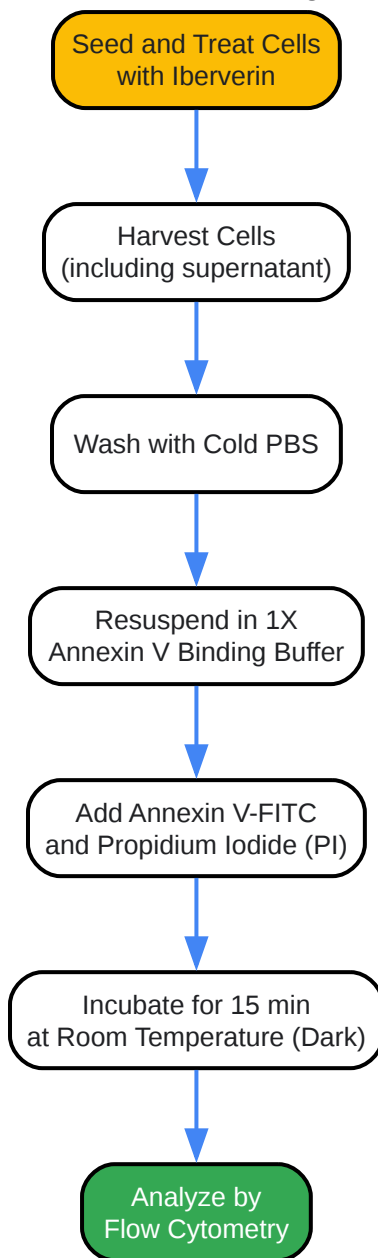 Seed and Treat Cells
with Iberverin
Harvest Cells
(including supernatant)
Wash with Cold PBS
Resuspend in 1X
Annexin V Binding Buffer
Add Annexin V-FITC
and Propidium Iodide (PI)
Incubate for 15 min
at Room Temperature (Dark)
Analyze by
Flow Cytometry